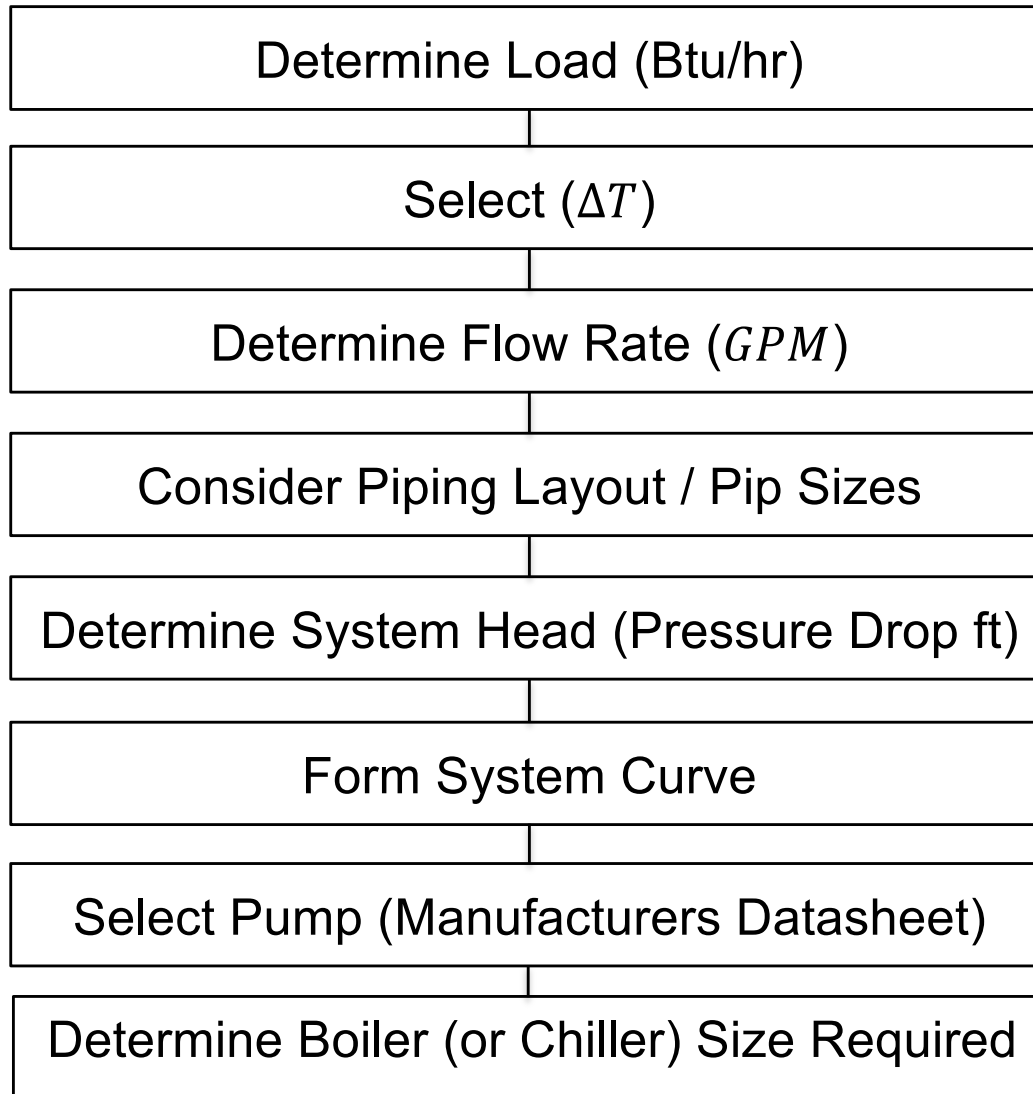 Determine Load (Btu/hr)
Select (ΔT)
Determine Flow Rate (GPM)
Consider Piping Layout / Pip Sizes
Determine System Head (Pressure Drop ft)
Form System Curve
Select Pump (Manufacturers Datasheet)
Determine Boiler (or Chiller) Size Required